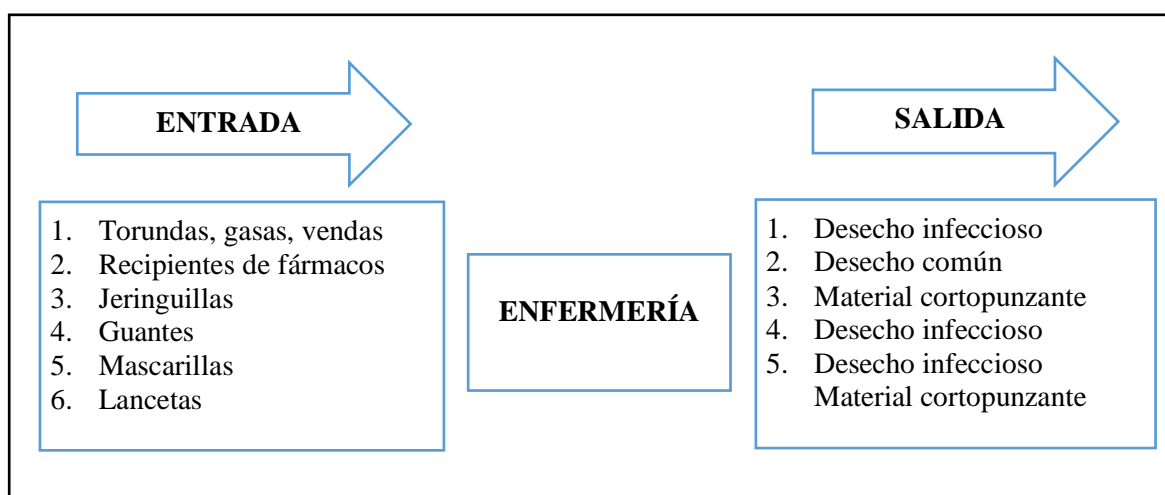 ENTRADA
SALIDA
1. Torundas, gasas, vendas
2. Recipientes de fármacos
3. Jeringuillas
4. Guantes
5. Mascarillas
6. Lancetas
ENFERMERÍA
1. Desecho infeccioso
2. Desecho común
3. Material cortopunzante
4. Desecho infeccioso
5. Desecho infeccioso
Material cortopunzante